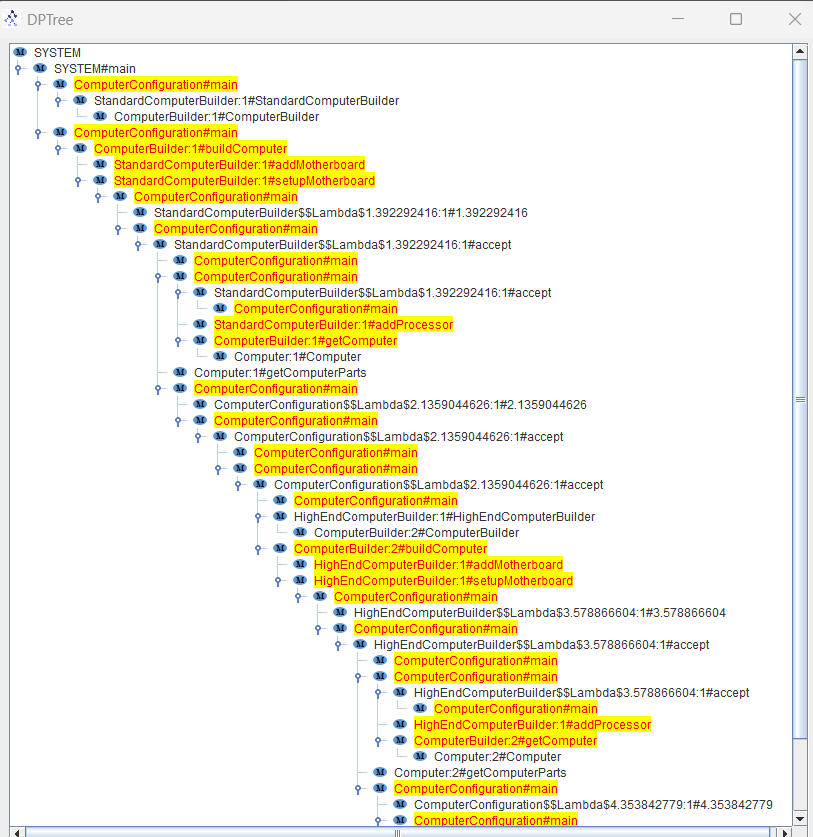 DPTree
SYSTEM
SYSTEM#main
ComputerConfiguration#main
StandardComputerBuilder:1#StandardComputerBuilder
ComputerBuilder:1#ComputerBuilder
ComputerConfiguration#main
ComputerBuilder:1#buildComputer
StandardComputerBuilder:1#addMotherboard
StandardComputerBuilder:1#setupMotherboard
ComputerConfiguration#main
StandardComputerBuilder$$Lambda$1.392292416:1#1.392292416
ComputerConfiguration#main
StandardComputerBuilder$$Lambda$1.392292416:1#accept
ComputerConfiguration#main
ComputerConfiguration#main
StandardComputerBuilder$$Lambda$1.392292416:1#accept
ComputerConfiguration#main
StandardComputerBuilder:1#addProcessor
ComputerBuilder:1#getComputer
Computer:1#Computer
Computer:1#getComputerParts
ComputerConfiguration#main
ComputerConfiguration$$Lambda$2.1359044626:1#2.1359044626
ComputerConfiguration#main
ComputerConfiguration$$Lambda$2.1359044626:1#accept
ComputerConfiguration#main
ComputerConfiguration#main
ComputerConfiguration$$Lambda$2.1359044626:1#accept
ComputerConfiguration#main
HighEndComputerBuilder:1#HighEndComputerBuilder
ComputerBuilder:2#ComputerBuilder
ComputerBuilder:2#buildComputer
HighEndComputerBuilder:1#addMotherboard
HighEndComputerBuilder:1#setupMotherboard
ComputerConfiguration#main
HighEndComputerBuilder$$Lambda$3.578866604:1#3.578866604
ComputerConfiguration#main
HighEndComputerBuilder$$Lambda$3.578866604:1#accept
ComputerConfiguration#main
ComputerConfiguration#main
HighEndComputerBuilder$$Lambda$3.578866604:1#accept
ComputerConfiguration#main
HighEndComputerBuilder:1#addProcessor
ComputerBuilder:2#getComputer
Computer:2#Computer
Computer:2#getComputerParts
ComputerConfiguration#main
ComputerConfiguration$$Lambda$4.353842779:1#4.353842779
ComputerConfiguration#main